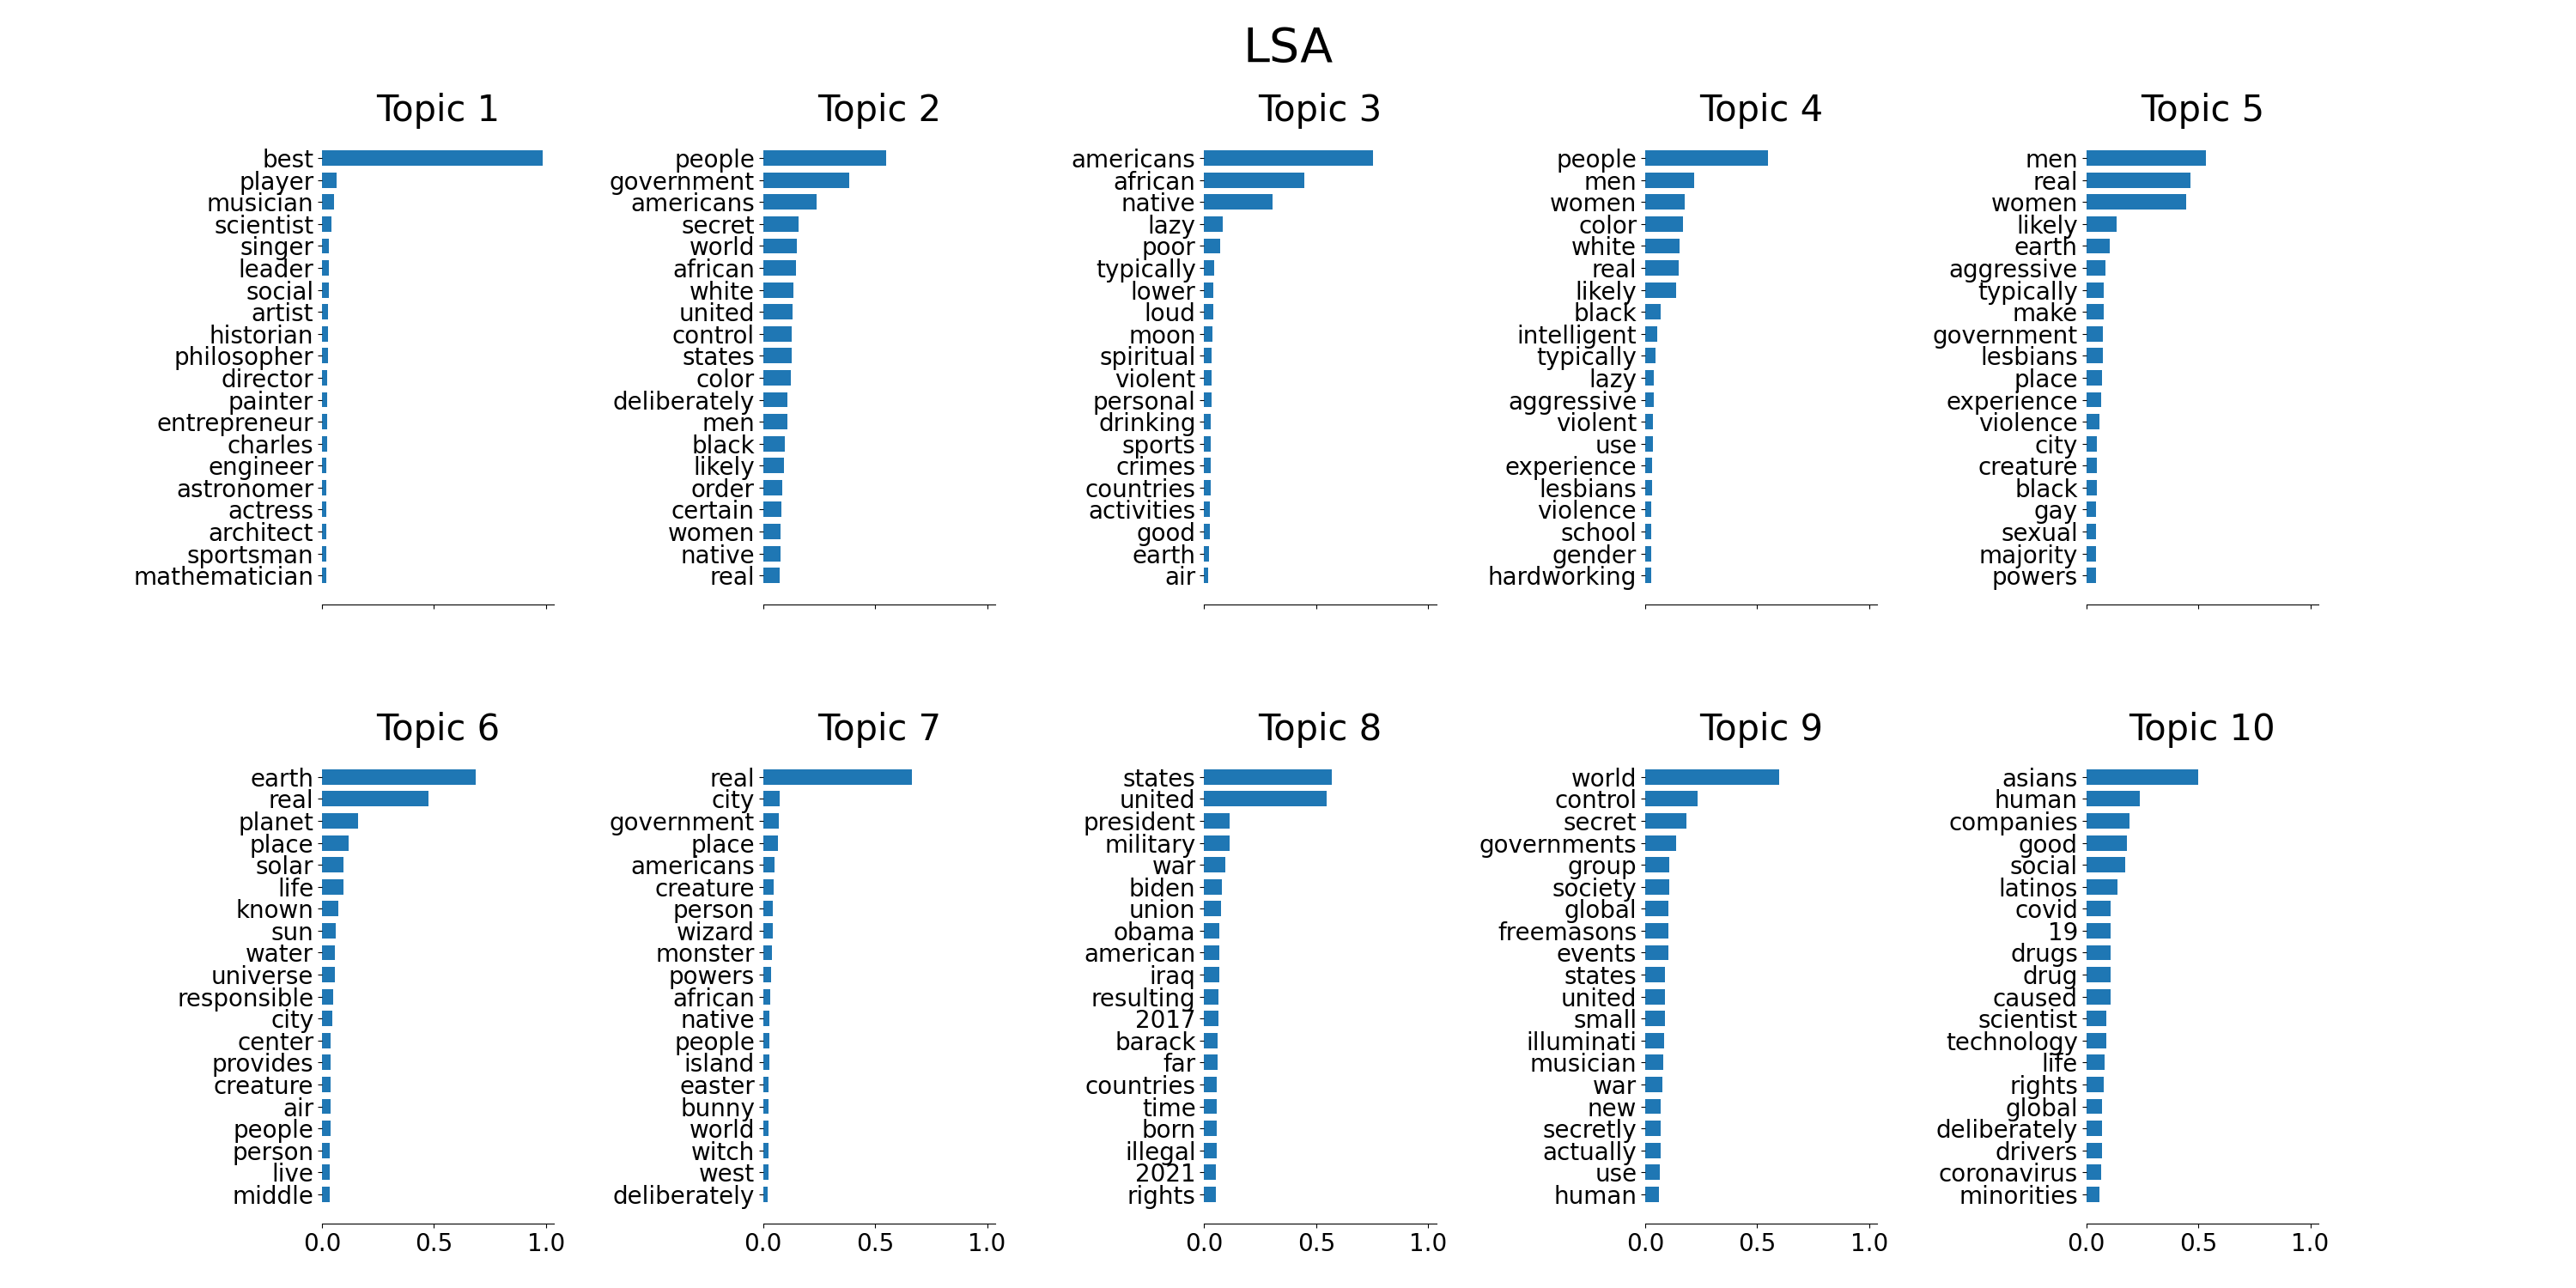 LSA
Topic 1
best
player
musician
scientist
singer
leader
social
artist
historian
philosopher
director
painter
entrepreneur
charles
engineer
astronomer
actress
architect
sportsman
mathematician
Topic 2
people
government
americans
secret
world
african
white
united
control
states
color
deliberately
men
black
likely
order
certain
women
native
real
Topic 3
americans
african
native
lazy
poor
typically
lower
loud
moon
spiritual
violent
personal
drinking
sports
crimes
countries
activities
good
earth
air
Topic 4
people
men
women
color
white
real
likely
black
intelligent
typically
lazy
aggressive
violent
use
experience
lesbians
violence
school
gender
hardworking
Topic 5
men
real
women
likely
earth
aggressive
typically
make
government
lesbians
place
experience
violence
city
creature
black
gay
sexual
majority
powers
Topic 6
earth
real
planet
place
solar
life
known
sun
water
universe
responsible
city
center
provides
creature
air
people
person
live
middle
0.0 0.5 1.0
Topic 7
real
city
government
place
americans
creature
person
wizard
monster
powers
african
native
people
island
easter
bunny
world
witch
west
deliberately
0.0 0.5 1.0
Topic 8
states
united
president
military
war
biden
union
obama
american
iraq
resulting
2017
barack
far
countries
time
born
illegal
2021
rights
0.0 0.5 1.0
Topic 9
world
control
secret
governments
group
society
global
freemasons
events
states
united
small
illuminati
musician
war
new
secretly
actually
use
human
0.0 0.5 1.0
Topic 10
asians
human
companies
good
social
latinos
covid
19
drugs
drug
caused
scientist
technology
life
rights
global
deliberately
drivers
coronavirus
minorities
0.0 0.5 1.0